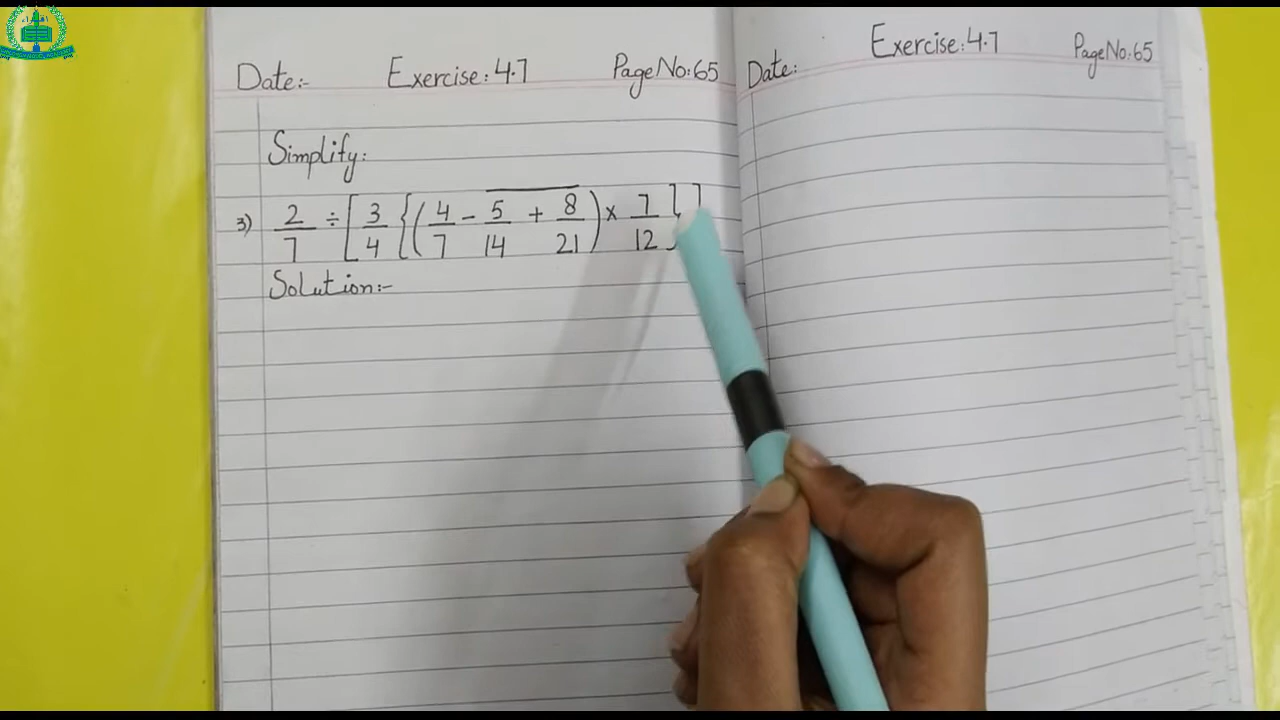 Date:- Exercise: 4.7 Page No: 65
Simplify:
3) 2/7 ÷ [3/4 {(4/7 - \overline{5/14 + 8/21}) × 7/12}]
Solution:-
Date: Exercise: 4.7 Page No: 65